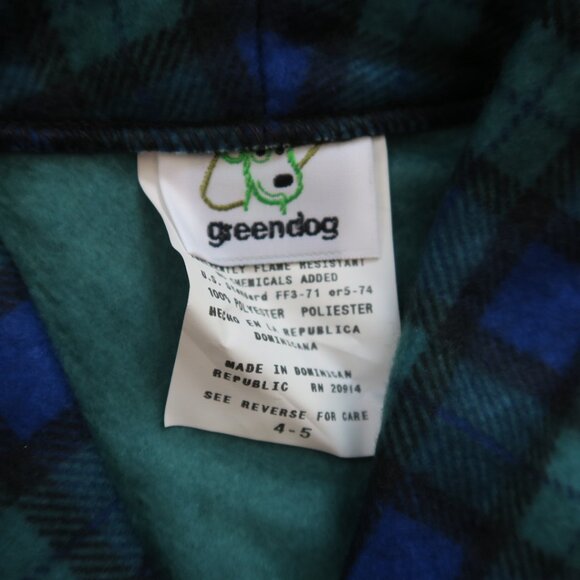 greendog
FLAME RESISTANT
CHEMICALS ADDED
U.S. FF3-71 or5-74
100% POLYESTER POLIESTER
HECHO EN LA REPUBLICA
DOMINICANA
MADE IN DOMINICAN
REPUBLIC RN 20914
SEE REVERSE FOR CARE
4-5